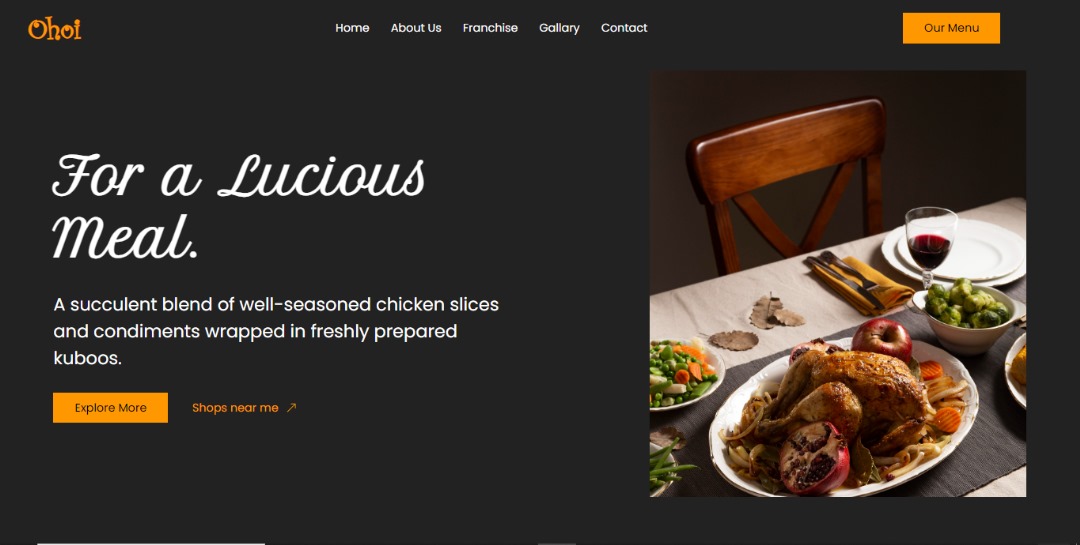 Ohoi
Home About Us Franchise Gallary Contact
Our Menu
For a Lucious
Meal.
A succulent blend of well-seasoned chicken slices
and condiments wrapped in freshly prepared
kuboos.
Explore More Shops near me